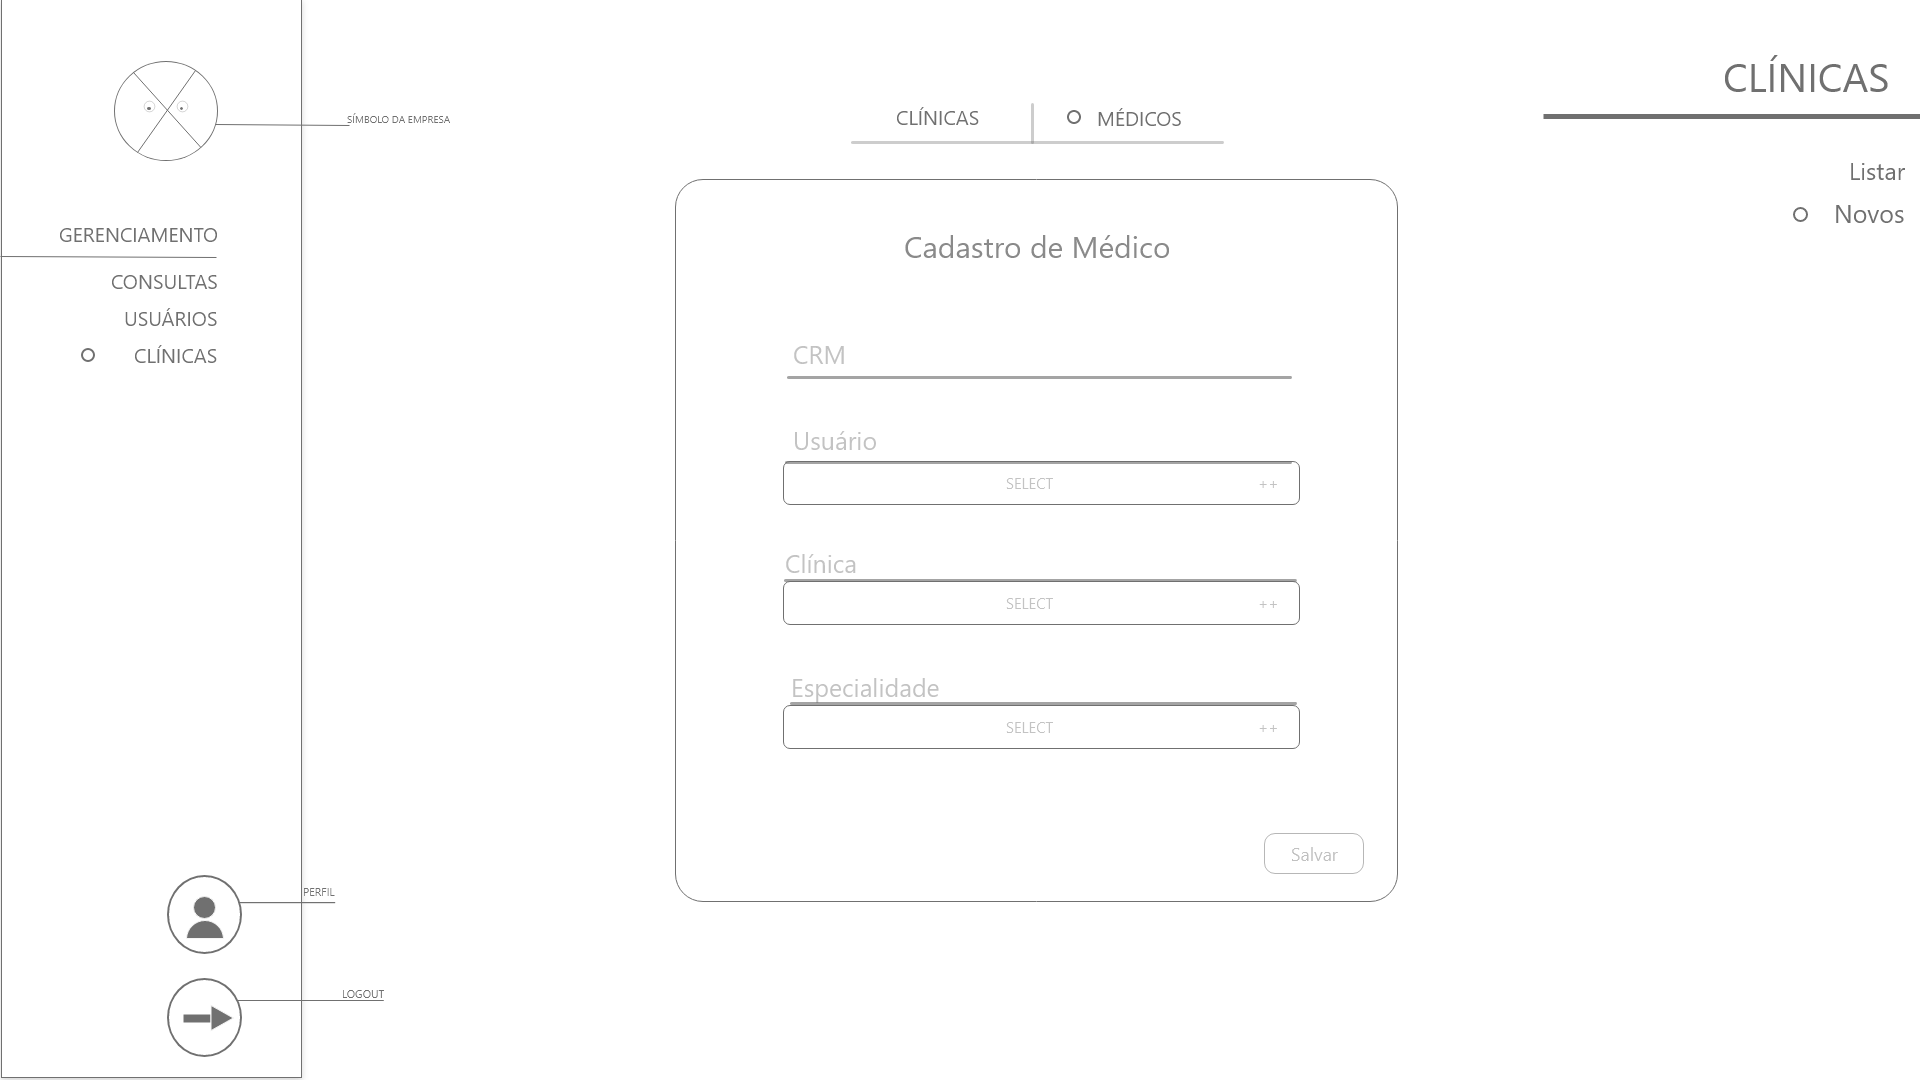 SÍMBOLO DA EMPRESA
GERENCIAMENTO
CONSULTAS
USUÁRIOS
CLÍNICAS
PERFIL
LOGOUT
CLÍNICAS
MÉDICOS
Cadastro de Médico
CRM
Usuário
SELECT ++
Clínica
SELECT ++
Especialidade
SELECT ++
Salvar
CLÍNICAS
Listar
Novos